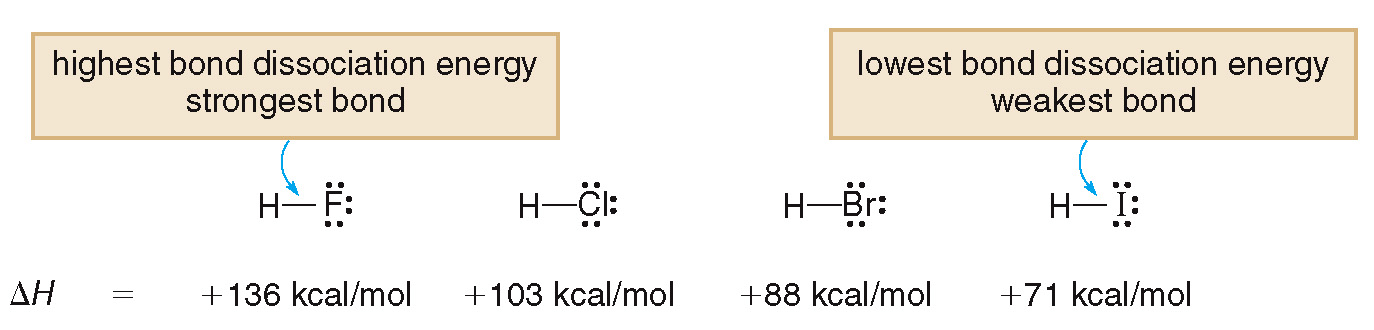 highest bond dissociation energy
strongest bond
lowest bond dissociation energy
weakest bond
H—F: H—Cl: H—Br: H—I:
ΔH = +136 kcal/mol +103 kcal/mol +88 kcal/mol +71 kcal/mol